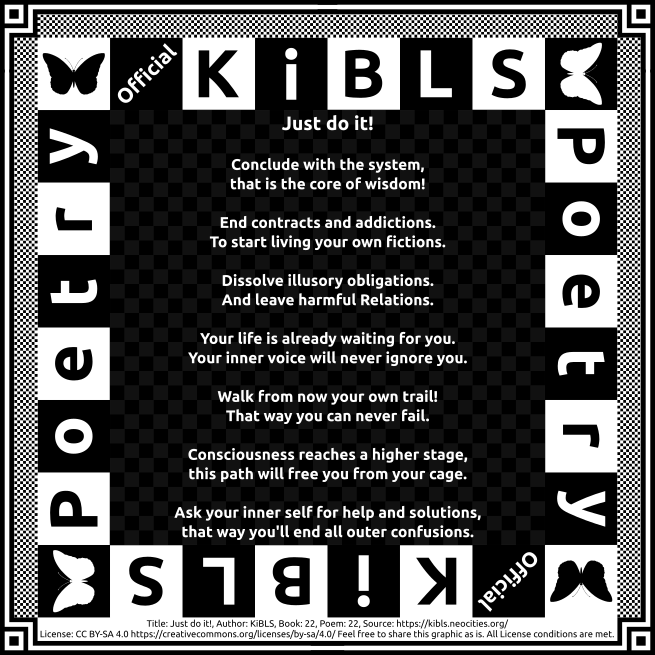 Official KiBLS
Poetry
Poetry
Just do it!
Conclude with the system,
that is the core of wisdom!
End contracts and addictions.
To start living your own fictions.
Dissolve illusory obligations.
And leave harmful Relations.
Your life is already waiting for you.
Your inner voice will never ignore you.
Walk from now your own trail!
That way you can never fail.
Consciousness reaches a higher stage,
this path will free you from your cage.
Ask your inner self for help and solutions,
that way you'll end all outer confusions.
Official KiBLS
Title: Just do it!, Author: KiBLS, Book: 22, Poem: 22, Source: https://kibls.neocities.org/
License: CC BY-SA 4.0 https://creativecommons.org/licenses/by-sa/4.0/ Feel free to share this graphic as is. All License conditions are met.